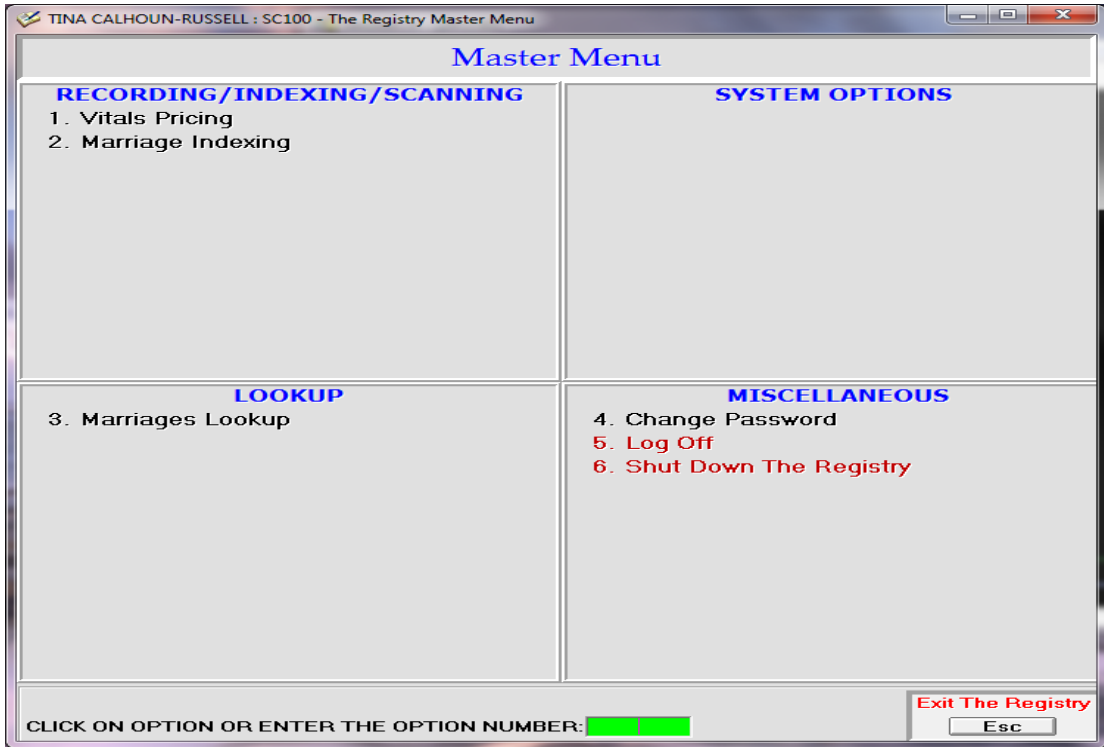 TINA CALHOUN-RUSSELL : SC100 - The Registry Master Menu
Master Menu
RECORDING/INDEXING/SCANNING
1. Vitals Pricing
2. Marriage Indexing
SYSTEM OPTIONS
LOOKUP
3. Marriages Lookup
MISCELLANEOUS
4. Change Password
5. Log Off
6. Shut Down The Registry
CLICK ON OPTION OR ENTER THE OPTION NUMBER:
Exit The Registry
Esc